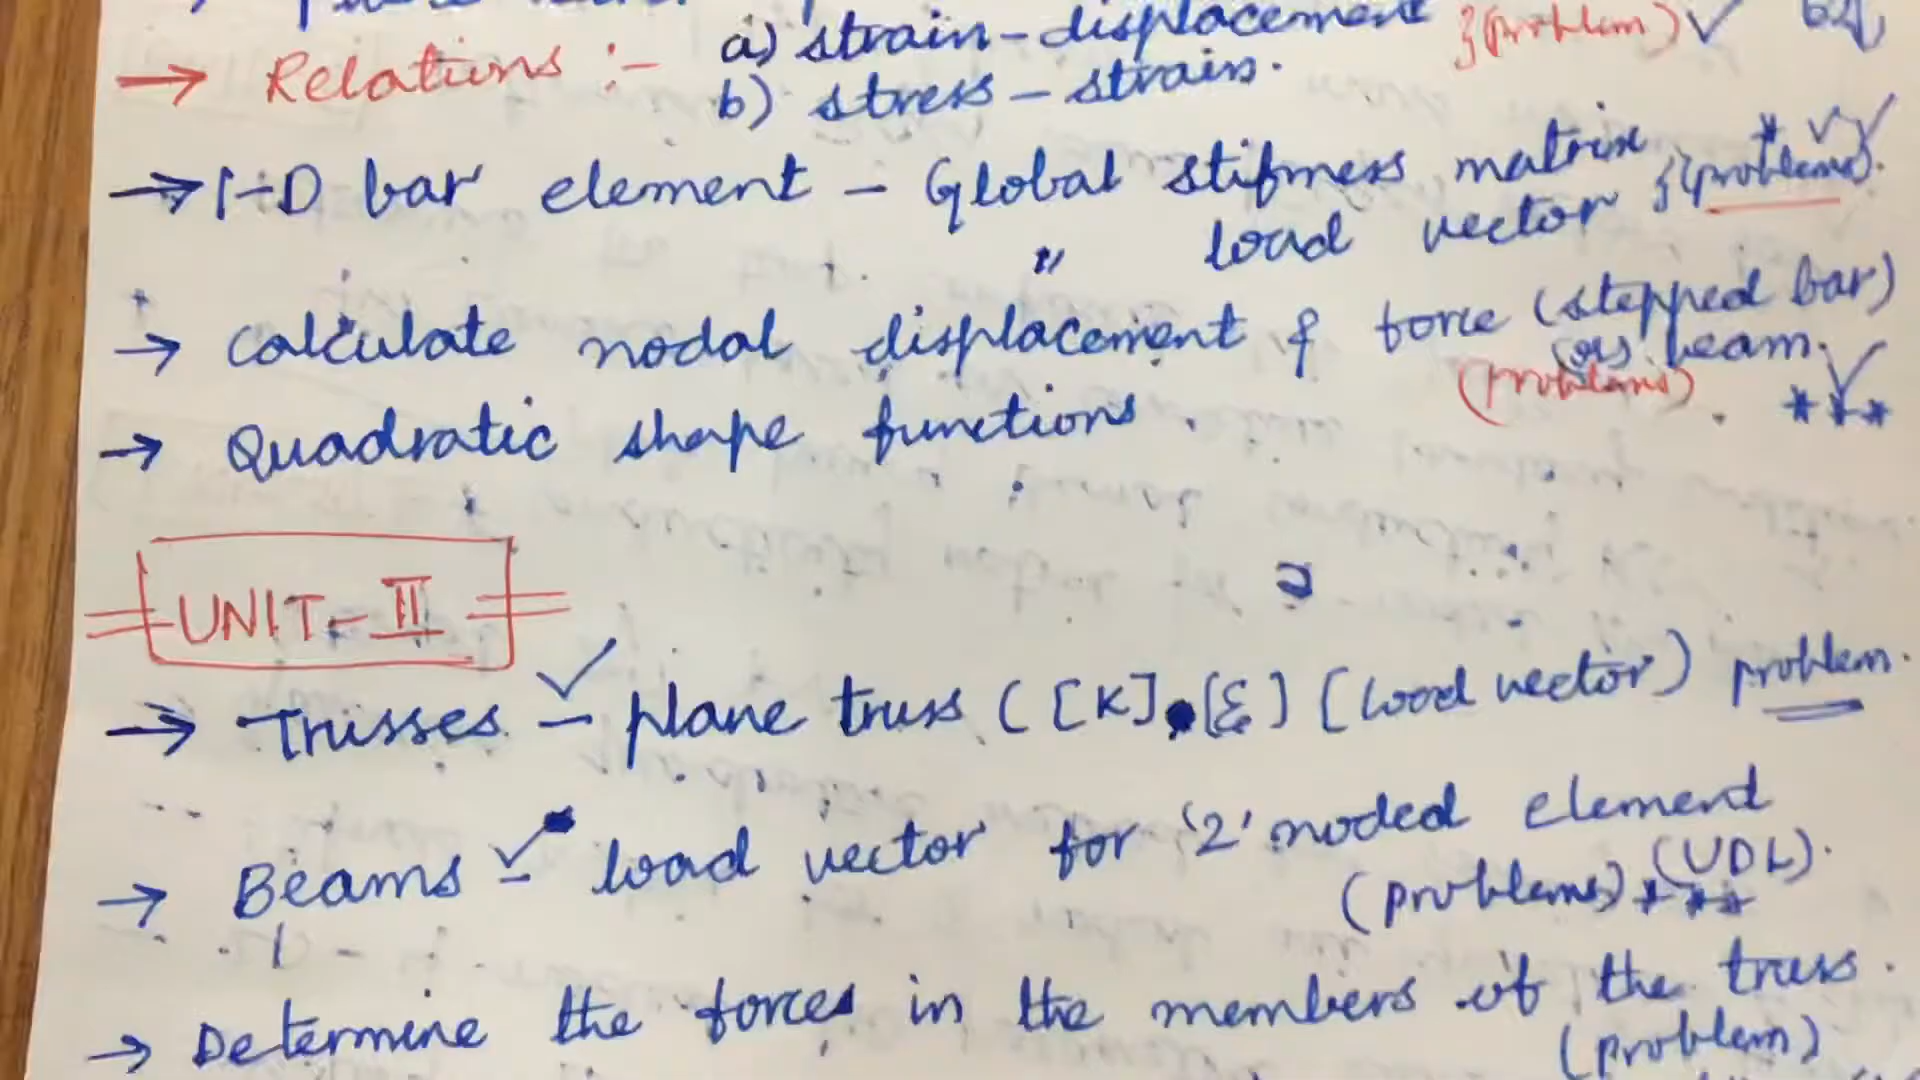 → Relations :- a) strain-displacement } (problem) ✓
b) stress - strain.
→ 1-D bar element - Global stifness matrix } (problems). * ✓✓
" load vector
→ Calculate nodal displacement & force (stepped bar)
(or) beam.
(problems). ***
→ Quadratic shape functions.
UNIT - II
→ Trusses ✓ - plane truss ([K] [ε] [load vector) problem.
→ Beams ✓ - load vector for '2' noded element
(problems) (UDL). ***
→ Determine the forces in the members of the truss.
(problem)